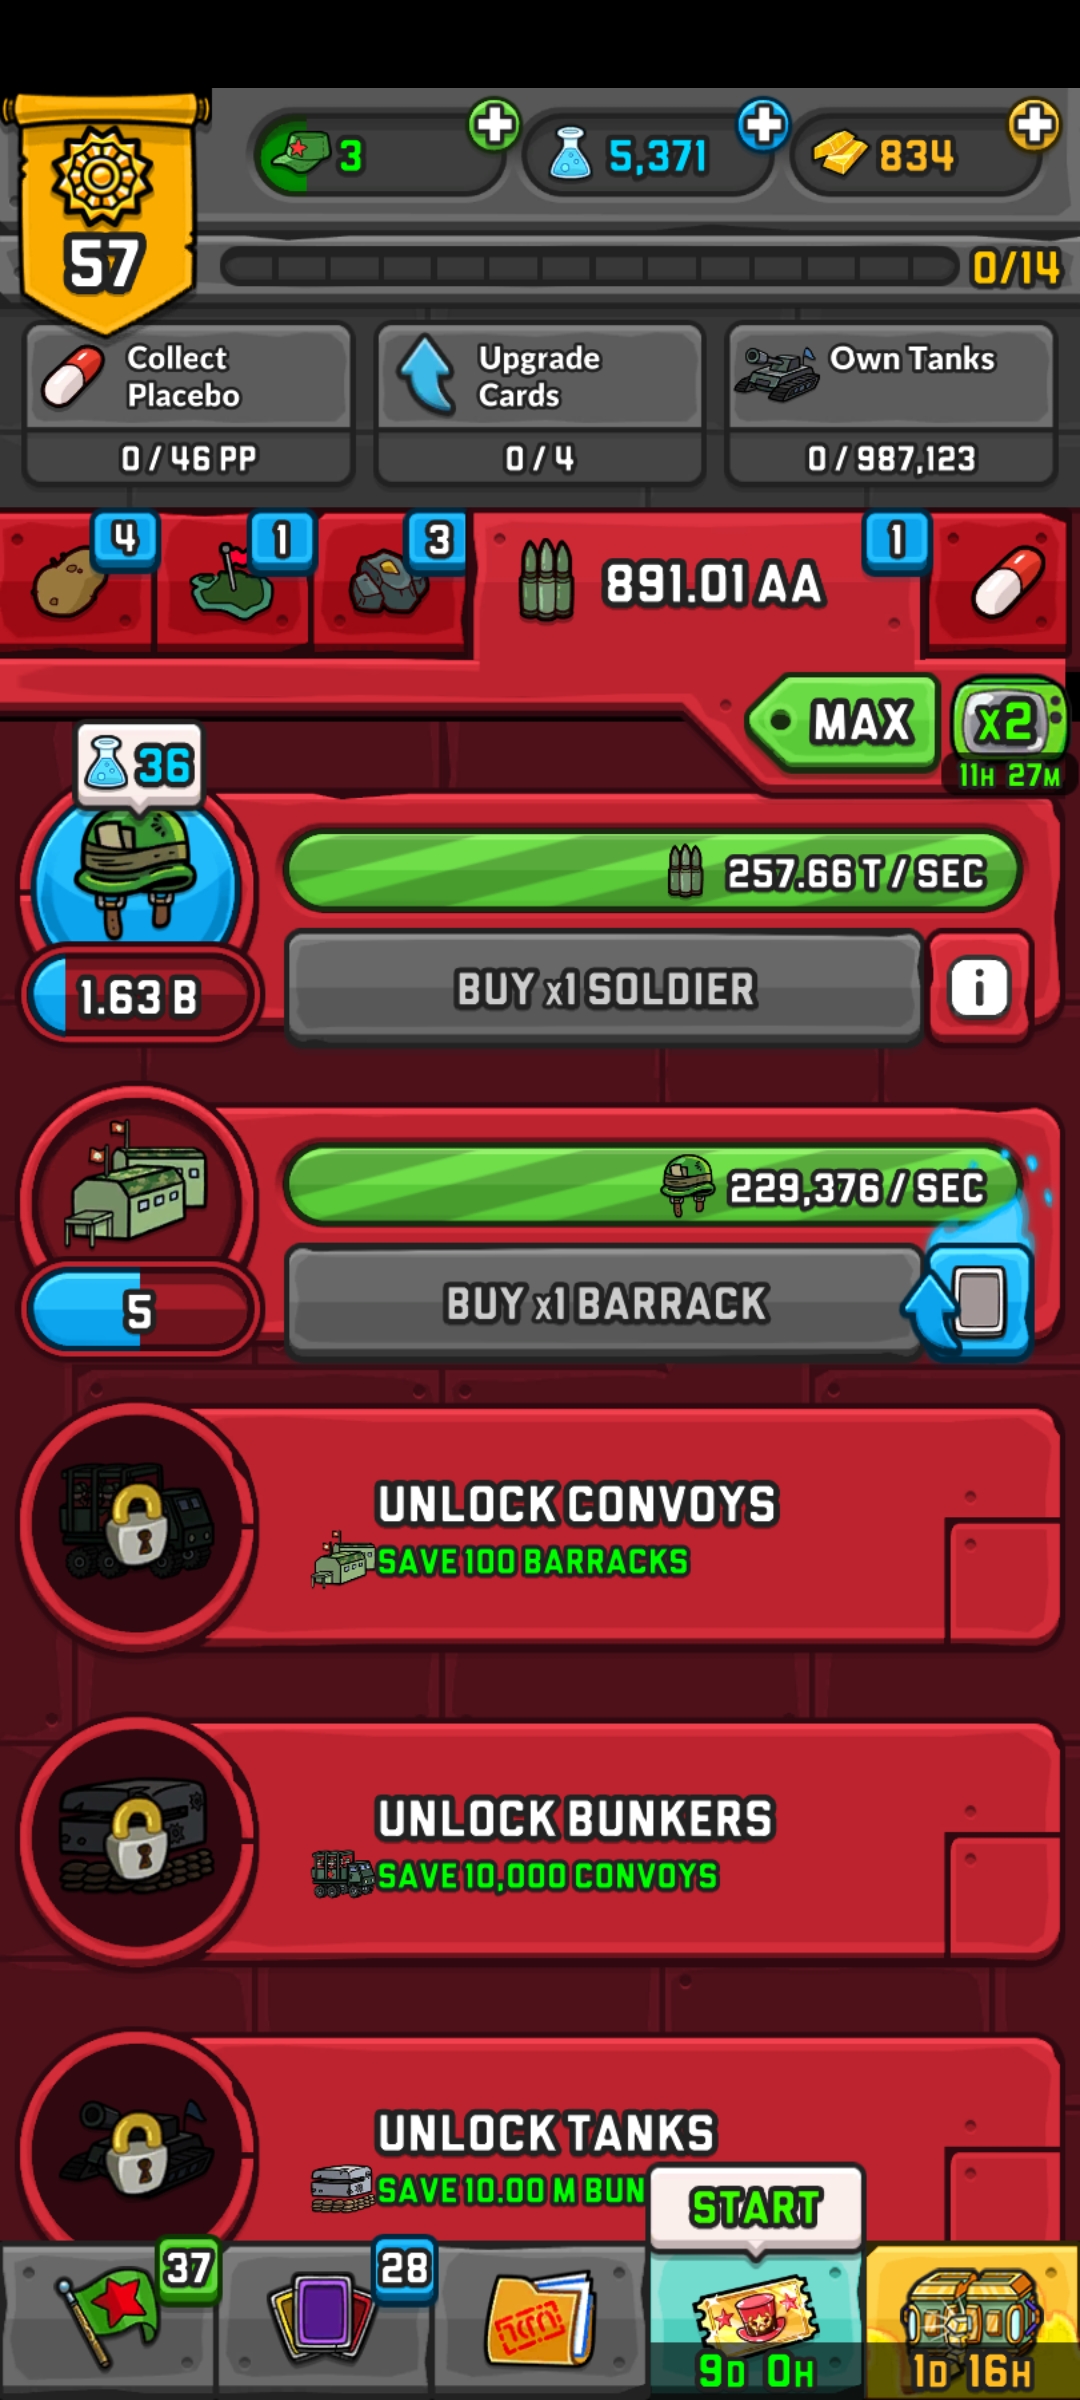 57
3
5,371
834
0/14
Collect
Placebo
0 / 46 PP
Upgrade
Cards
0 / 4
Own Tanks
0 / 987,123
4
1
3
891.01 AA
1
MAX
x2
11H 27M
36
257.66 T / SEC
1.63 B
BUY x1 SOLDIER
i
229,376 / SEC
5
BUY x1 BARRACK
UNLOCK CONVOYS
SAVE 100 BARRACKS
UNLOCK BUNKERS
SAVE 10,000 CONVOYS
UNLOCK TANKS
SAVE 10.00 M BUN
START
37
28
9D 0H
1D 16H